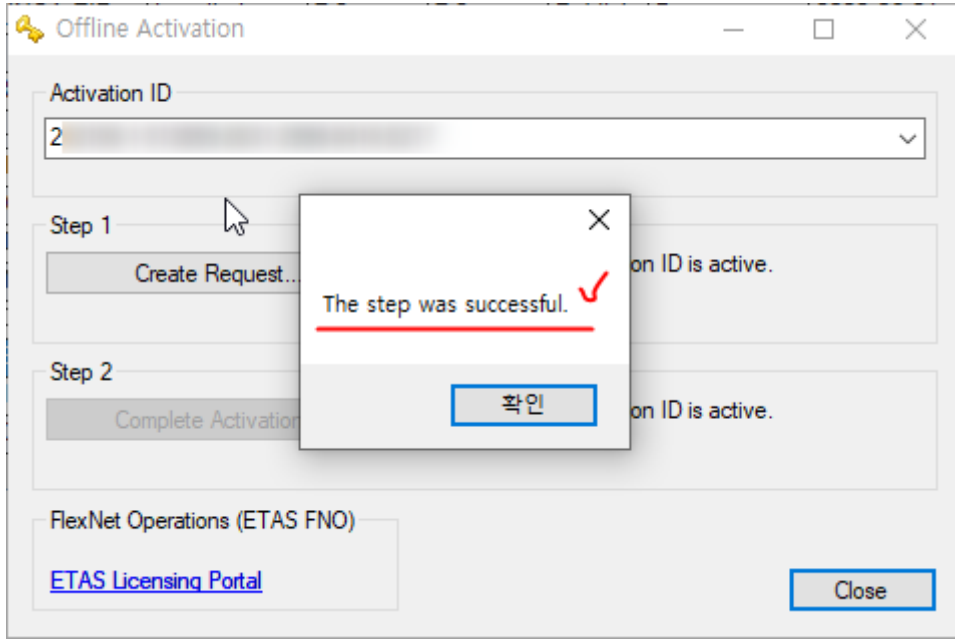 Offline Activation
Activation ID
2
Step 1
Create Request...
on ID is active.
The step was successful.
확인
Step 2
Complete Activation
on ID is active.
FlexNet Operations (ETAS FNO)
ETAS Licensing Portal
Close